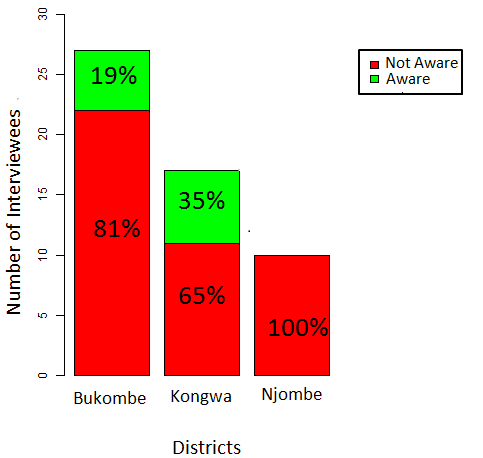 30
25
20
15
10
5
0
Number of Interviewees
19%
81%
35%
65%
100%
Bukombe
Kongwa
Njombe
Districts
Not Aware
Aware